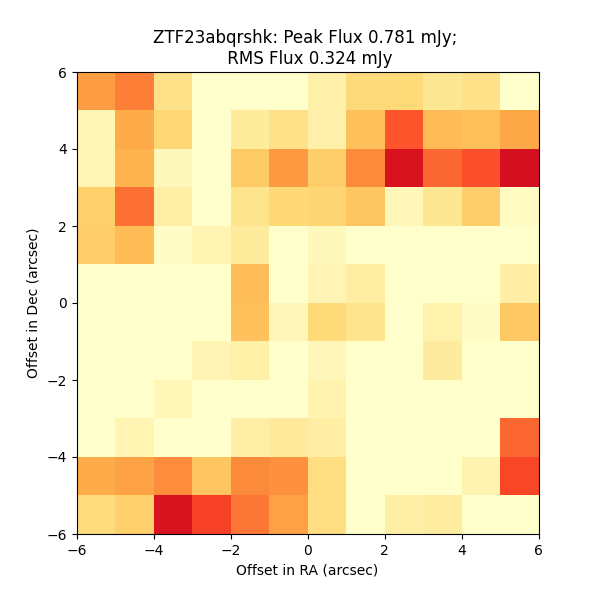 ZTF23abqrshk: Peak Flux 0.781 mJy;
RMS Flux 0.324 mJy
6
4
2
0
−2
−4
−6
Offset in Dec (arcsec)
−6 −4 −2 0 2 4 6
Offset in RA (arcsec)